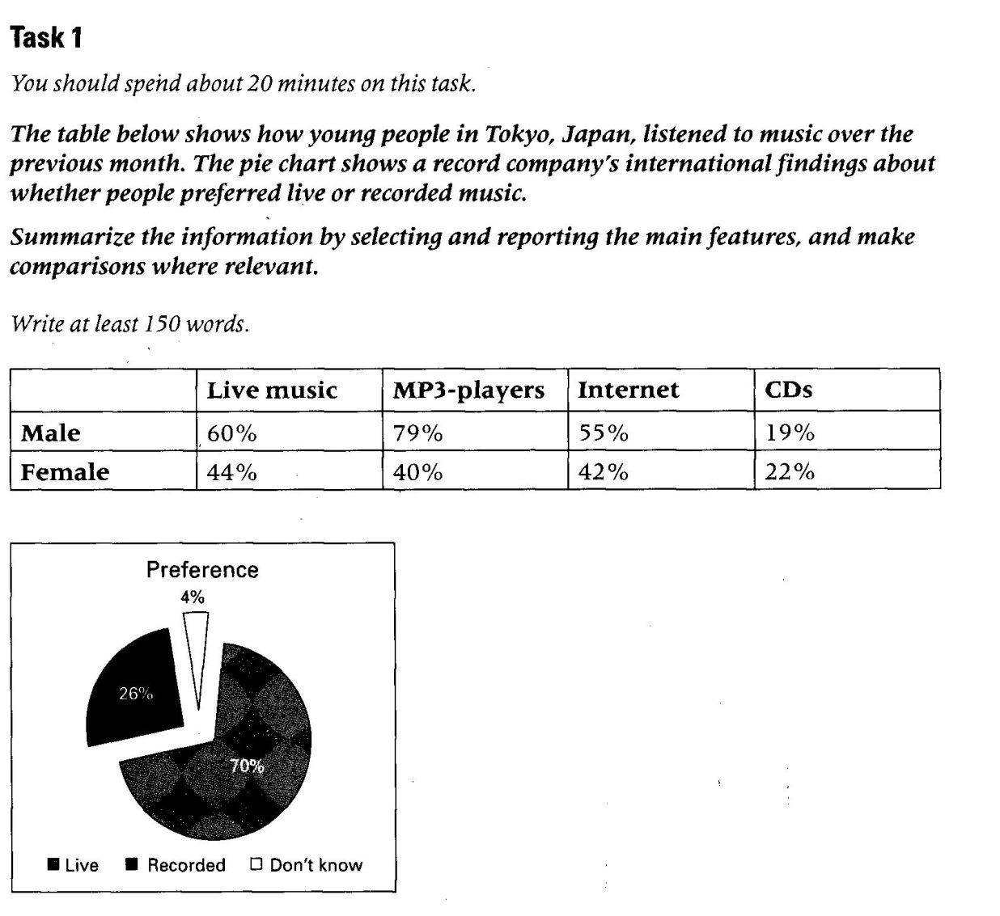 Task 1
You should spend about 20 minutes on this task.
The table below shows how young people in Tokyo, Japan, listened to music over the
previous month. The pie chart shows a record company's international findings about
whether people preferred live or recorded music.
Summarize the information by selecting and reporting the main features, and make
comparisons where relevant.
Write at least 150 words.
Live music MP3-players Internet CDs
Male 60% 79% 55% 19%
Female 44% 40% 42% 22%
Preference
4%
26%
70%
Live Recorded Don't know